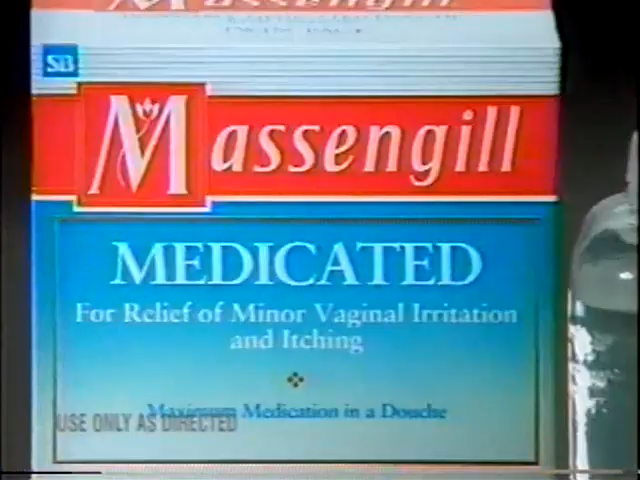 Massengill
SB
Massengill
MEDICATED
For Relief of Minor Vaginal Irritation
and Itching
Maximum Medication in a Douche
USE ONLY AS DIRECTED